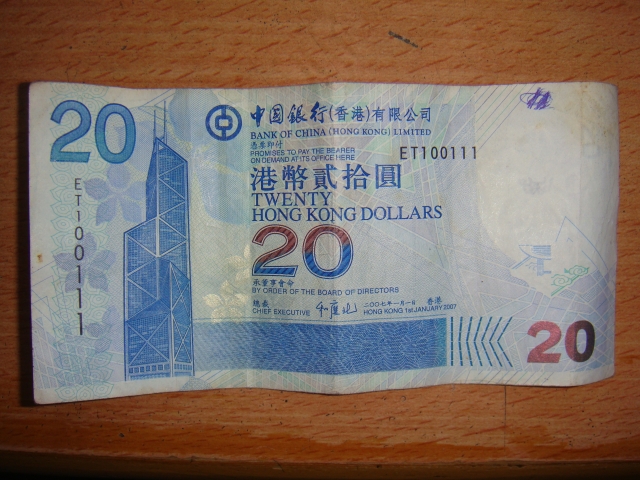 20
中国銀行(香港)有限公司
BANK OF CHINA (HONG KONG) LIMITED
憑票即付
PROMISES TO PAY THE BEARER
ON DEMAND AT ITS OFFICE HERE
ET100111
港幣貳拾圓
TWENTY
HONG KONG DOLLARS
20
承董事會命
BY ORDER OF THE BOARD OF DIRECTORS
總裁
CHIEF EXECUTIVE
二〇〇七年一月一日 香港
HONG KONG 1st JANUARY 2007
ET100111
20